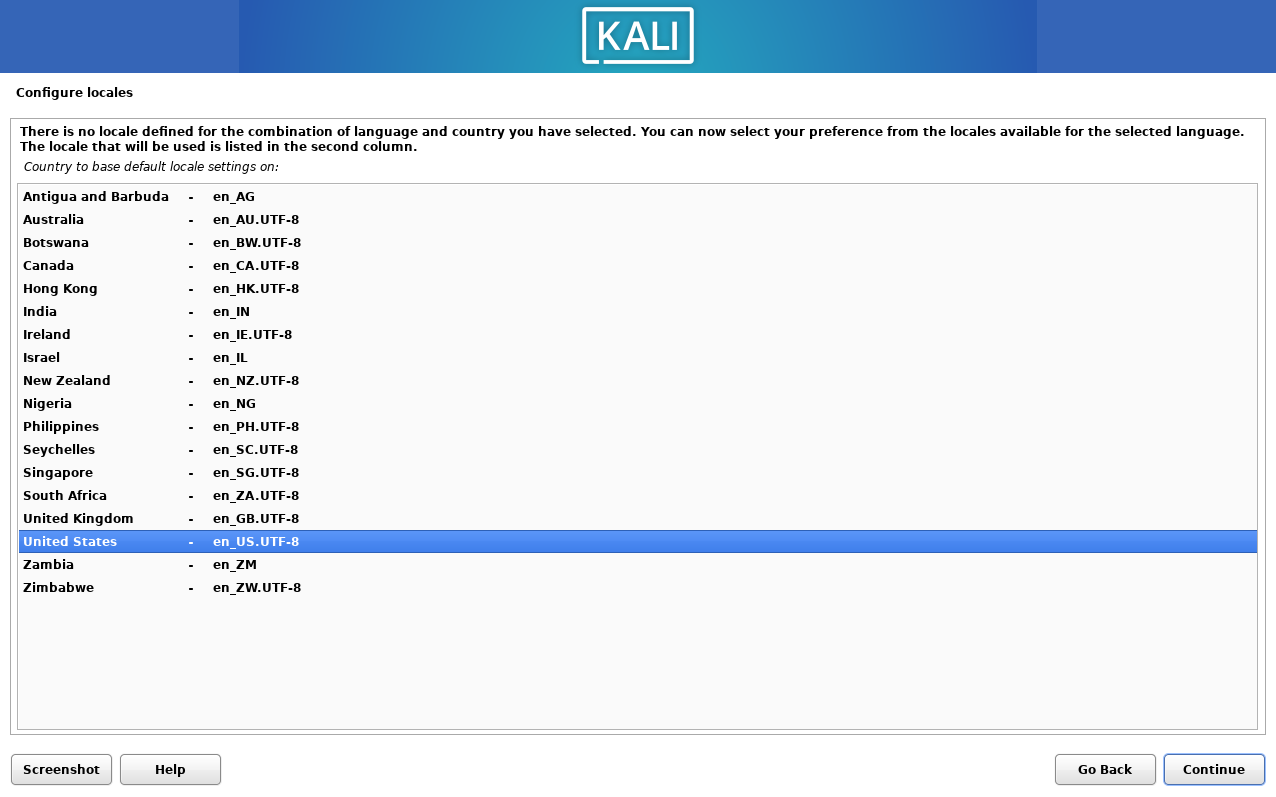 KALI
Configure locales
There is no locale defined for the combination of language and country you have selected. You can now select your preference from the locales available for the selected language.
The locale that will be used is listed in the second column.
Country to base default locale settings on:
Antigua and Barbuda - en_AG
Australia - en_AU.UTF-8
Botswana - en_BW.UTF-8
Canada - en_CA.UTF-8
Hong Kong - en_HK.UTF-8
India - en_IN
Ireland - en_IE.UTF-8
Israel - en_IL
New Zealand - en_NZ.UTF-8
Nigeria - en_NG
Philippines - en_PH.UTF-8
Seychelles - en_SC.UTF-8
Singapore - en_SG.UTF-8
South Africa - en_ZA.UTF-8
United Kingdom - en_GB.UTF-8
United States - en_US.UTF-8
Zambia - en_ZM
Zimbabwe - en_ZW.UTF-8
Screenshot Help Go Back Continue